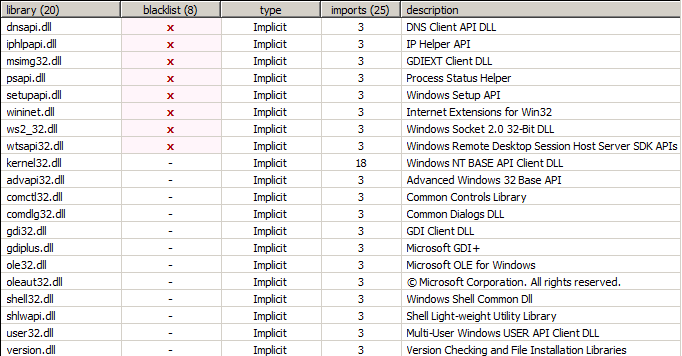 library (20) blacklist (8) type imports (25) description
dnsapi.dll x Implicit 3 DNS Client API DLL
iphlpapi.dll x Implicit 3 IP Helper API
msimg32.dll x Implicit 3 GDIEXT Client DLL
psapi.dll x Implicit 3 Process Status Helper
setupapi.dll x Implicit 3 Windows Setup API
wininet.dll x Implicit 3 Internet Extensions for Win32
ws2_32.dll x Implicit 3 Windows Socket 2.0 32-Bit DLL
wtsapi32.dll x Implicit 3 Windows Remote Desktop Session Host Server SDK APIs
kernel32.dll - Implicit 18 Windows NT BASE API Client DLL
advapi32.dll - Implicit 3 Advanced Windows 32 Base API
comctl32.dll - Implicit 3 Common Controls Library
comdlg32.dll - Implicit 3 Common Dialogs DLL
gdi32.dll - Implicit 3 GDI Client DLL
gdiplus.dll - Implicit 3 Microsoft GDI+
ole32.dll - Implicit 3 Microsoft OLE for Windows
oleaut32.dll - Implicit 3 © Microsoft Corporation. All rights reserved.
shell32.dll - Implicit 3 Windows Shell Common Dll
shlwapi.dll - Implicit 3 Shell Light-weight Utility Library
user32.dll - Implicit 3 Multi-User Windows USER API Client DLL
version.dll - Implicit 3 Version Checking and File Installation Libraries